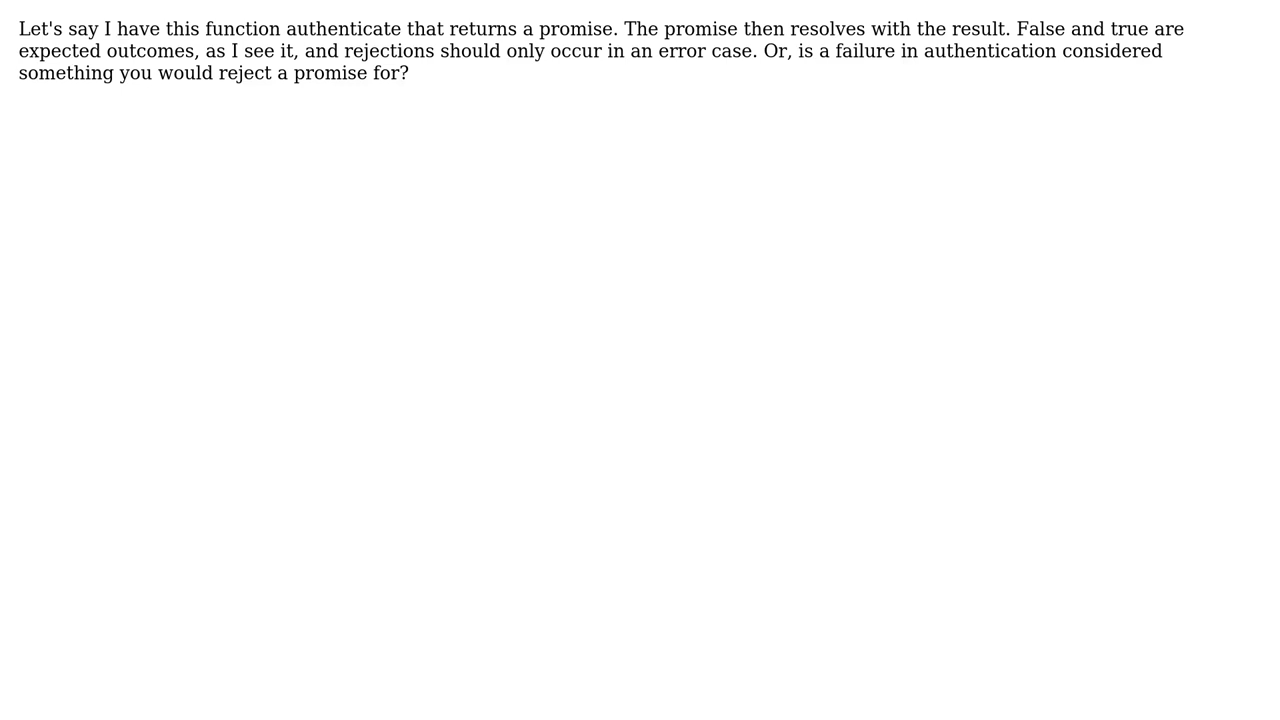 Let's say I have this function authenticate that returns a promise. The promise then resolves with the result. False and true are
expected outcomes, as I see it, and rejections should only occur in an error case. Or, is a failure in authentication considered
something you would reject a promise for?